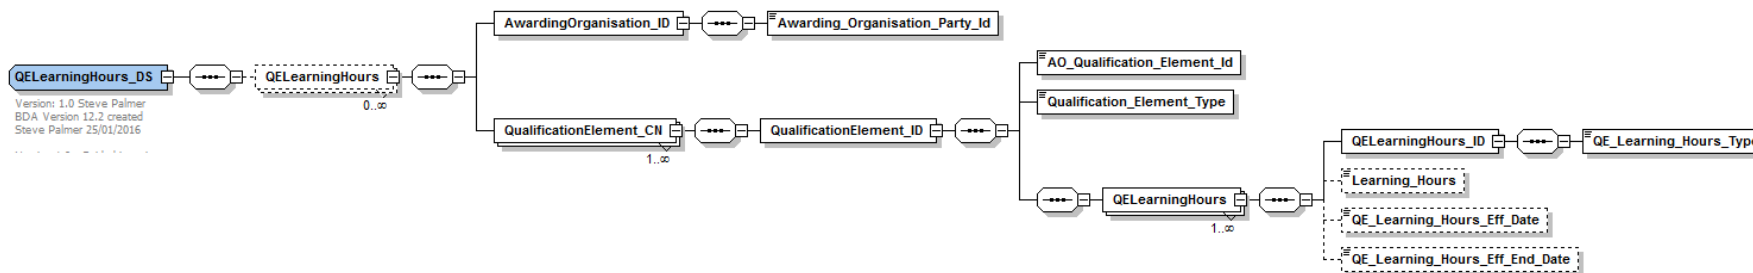 AwardingOrganisation_ID
Awarding_Organisation_Party_Id
QELearningHours_DS
QELearningHours
0..∞
Version: 1.0 Steve Palmer
BDA Version 12.2 created
Steve Palmer 25/01/2016
AO_Qualification_Element_Id
Qualification_Element_Type
QualificationElement_CN
1..∞
QualificationElement_ID
QELearningHours
1..∞
QELearningHours_ID
QE_Learning_Hours_Type
Learning_Hours
QE_Learning_Hours_Eff_Date
QE_Learning_Hours_Eff_End_Date